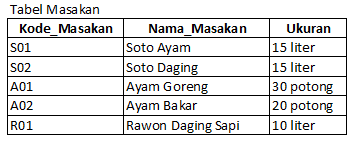 Tabel Masakan
Kode_Masakan Nama_Masakan Ukuran
S01 Soto Ayam 15 liter
S02 Soto Daging 15 liter
A01 Ayam Goreng 30 potong
A02 Ayam Bakar 20 potong
R01 Rawon Daging Sapi 10 liter